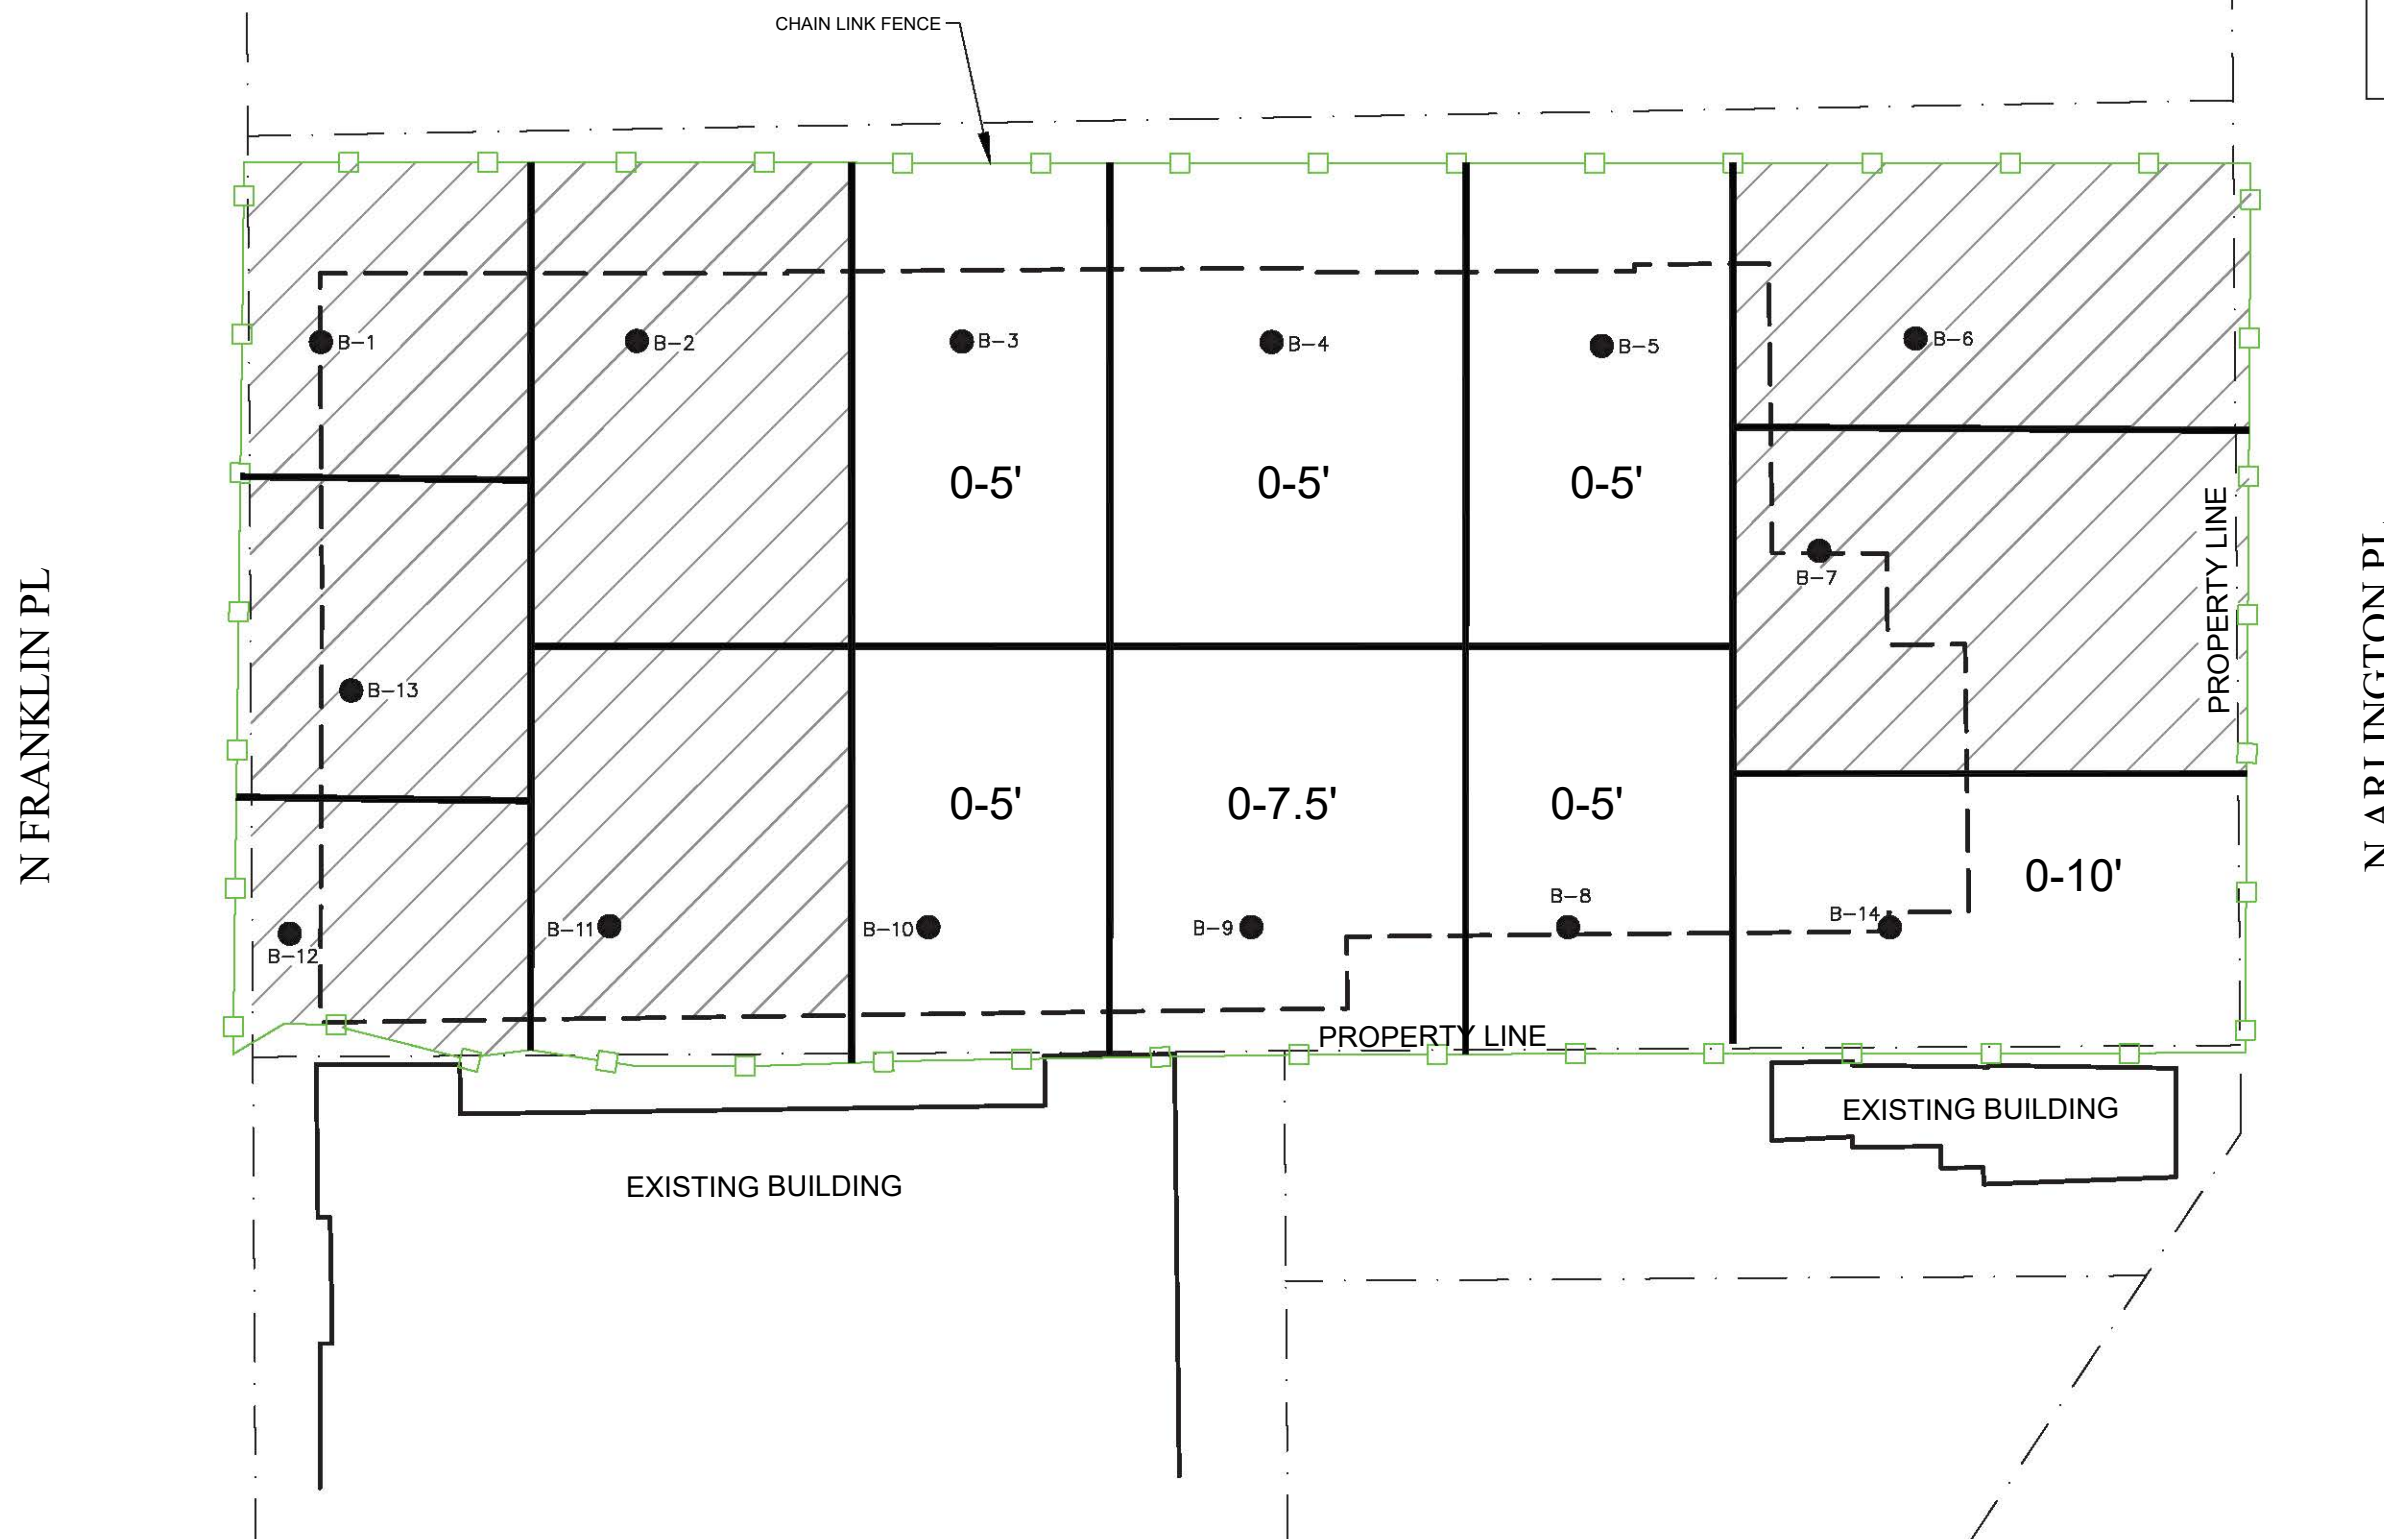 CHAIN LINK FENCE
B-1
B-2
B-3
B-4
B-5
B-6
0-5'
0-5'
0-5'
B-7
PROPERTY LINE
N FRANKLIN PL
N ARLINGTON PL
B-13
0-5'
0-7.5'
0-5'
0-10'
B-8
B-14
B-12
B-11
B-10
B-9
PROPERTY LINE
EXISTING BUILDING
EXISTING BUILDING